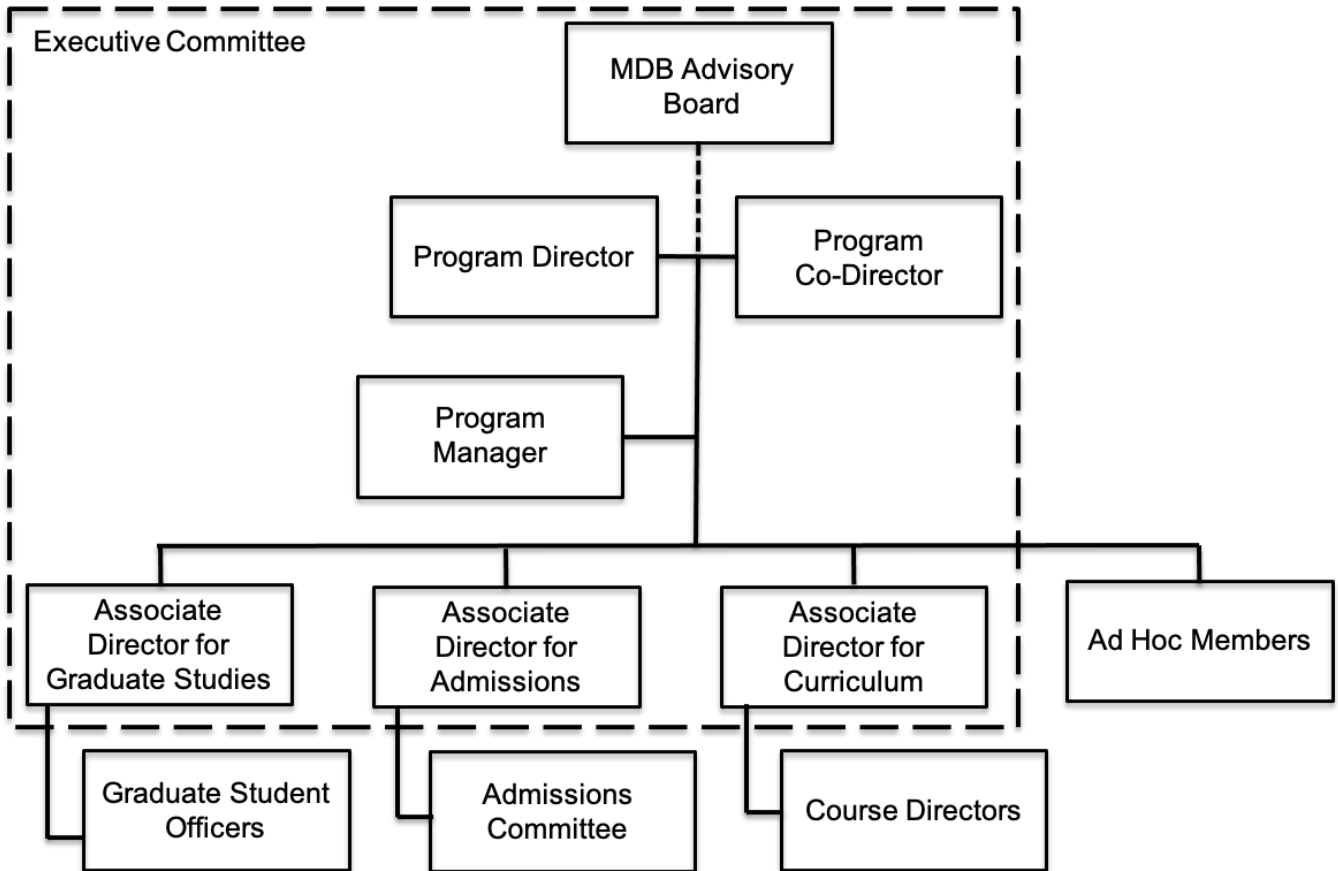 Executive Committee
MDB Advisory
Board
Program Director
Program
Co-Director
Program
Manager
Associate
Director for
Graduate Studies
Associate
Director for
Admissions
Associate
Director for
Curriculum
Ad Hoc Members
Graduate Student
Officers
Admissions
Committee
Course Directors